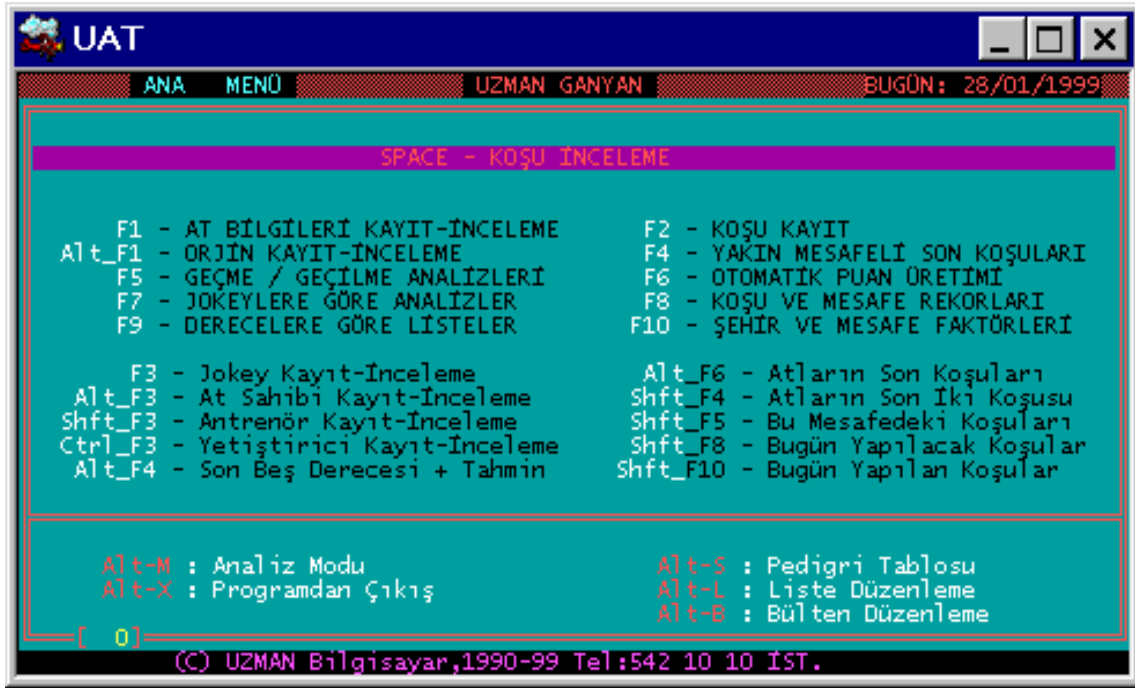 UAT
ANA MENÜ UZMAN GANYAN BUGÜN: 28/01/1999
SPACE - KOŞU İNCELEME
F1 - AT BİLGİLERİ KAYIT-İNCELEME F2 - KOŞU KAYIT
Alt_F1 - ORJİN KAYIT-İNCELEME F4 - YAKIN MESAFELİ SON KOŞULARI
F5 - GEÇME / GEÇİLME ANALİZLERİ F6 - OTOMATİK PUAN ÜRETİMİ
F7 - JOKEYLERE GÖRE ANALİZLER F8 - KOŞU VE MESAFE REKORLARI
F9 - DERECELERE GÖRE LİSTELER F10 - ŞEHİR VE MESAFE FAKTÖRLERİ
F3 - Jokey Kayıt-İnceleme Alt_F6 - Atların Son Koşuları
Alt_F3 - At Sahibi Kayıt-İnceleme Shft_F4 - Atların Son İki Koşusu
Shft_F3 - Antrenör Kayıt-İnceleme Shft_F5 - Bu Mesafedeki Koşuları
Ctrl_F3 - Yetiştirici Kayıt-İnceleme Shft_F8 - Bugün Yapılacak Koşular
Alt_F4 - Son Beş Derecesi + Tahmin Shft_F10 - Bugün Yapılan Koşular
Alt-M : Analiz Modu Alt-S : Pedigri Tablosu
Alt-X : Programdan Çıkış Alt-L : Liste Düzenleme
Alt-B : Bülten Düzenleme
[ 0]
(C) UZMAN Bilgisayar,1990-99 Tel:542 10 10 İST.